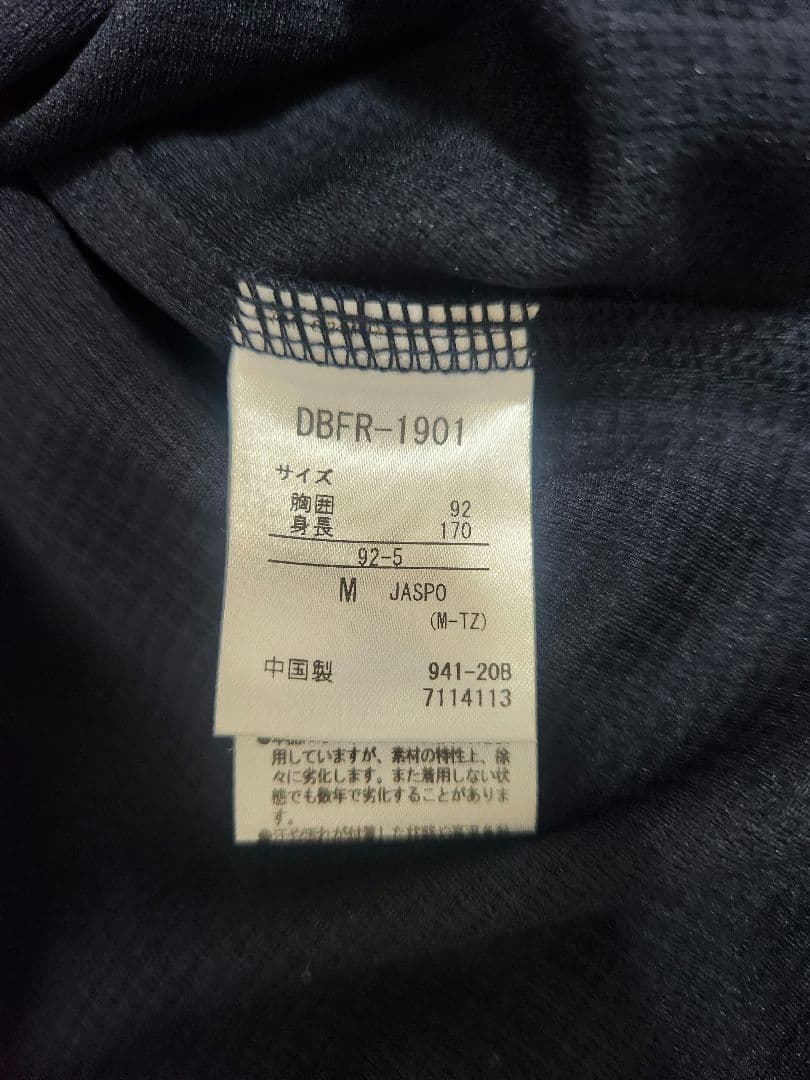 DBFR-1901
サイズ
胸囲 92
身長 170
92-5
M JASPO
(M-TZ)
中国製 941-20B
7114113
用していますが、素材の特性上、徐
々に劣化します。また着用しない状
態でも数年で劣化することがありま
す。